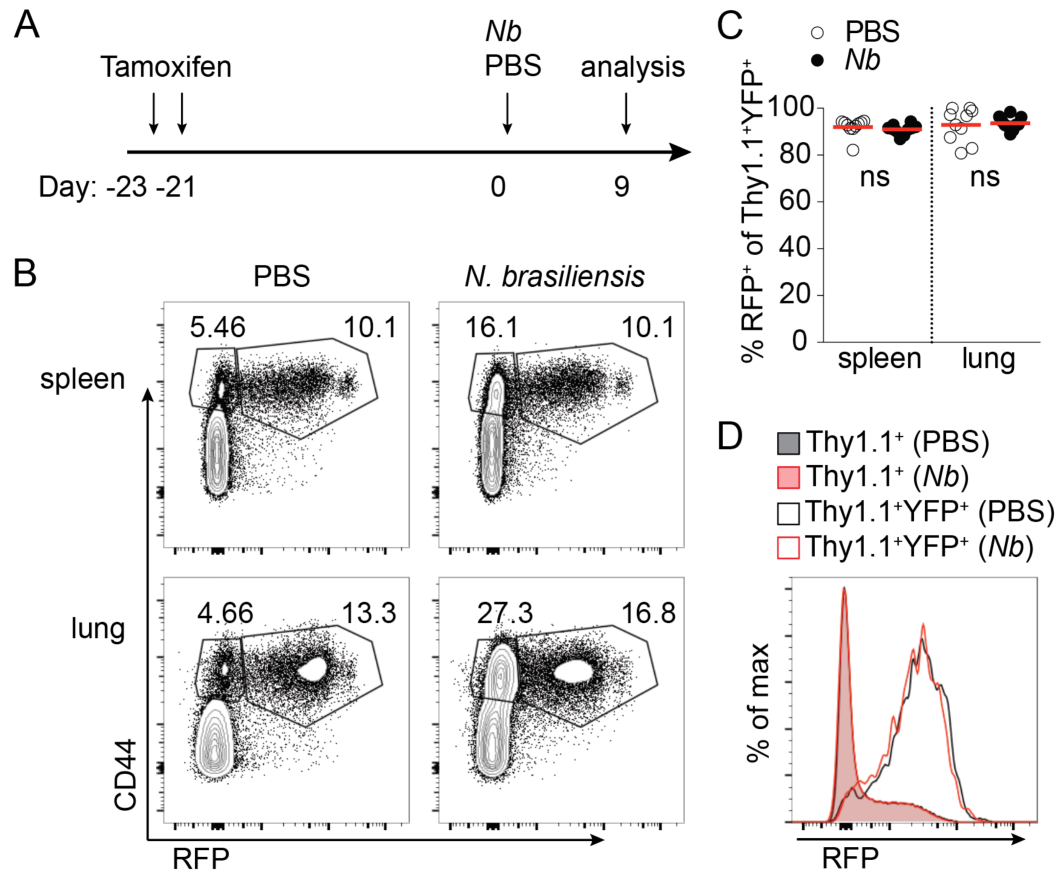 A
Nb
Tamoxifen PBS analysis
Day: -23 -21 0 9
B
PBS N. brasiliensis
spleen
5.46 10.1
16.1 10.1
lung
4.66 13.3
27.3 16.8
CD44
RFP
C
PBS
Nb
% RFP⁺ of Thy1.1⁺YFP⁺
100
80
60
40
20
0
ns ns
spleen lung
D
Thy1.1⁺ (PBS)
Thy1.1⁺ (Nb)
Thy1.1⁺YFP⁺ (PBS)
Thy1.1⁺YFP⁺ (Nb)
% of max
RFP